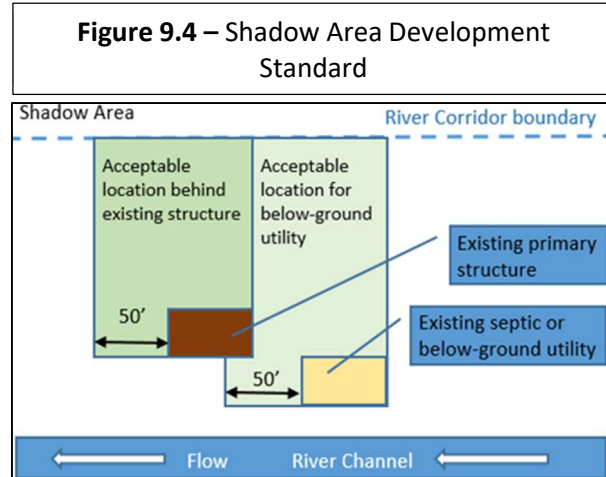 Figure 9.4 – Shadow Area Development
Standard
Shadow Area
River Corridor boundary
Acceptable
location behind
existing structure
Acceptable
location for
below-ground
utility
Existing primary
structure
50’
Existing septic or
below-ground utility
50’
Flow
River Channel